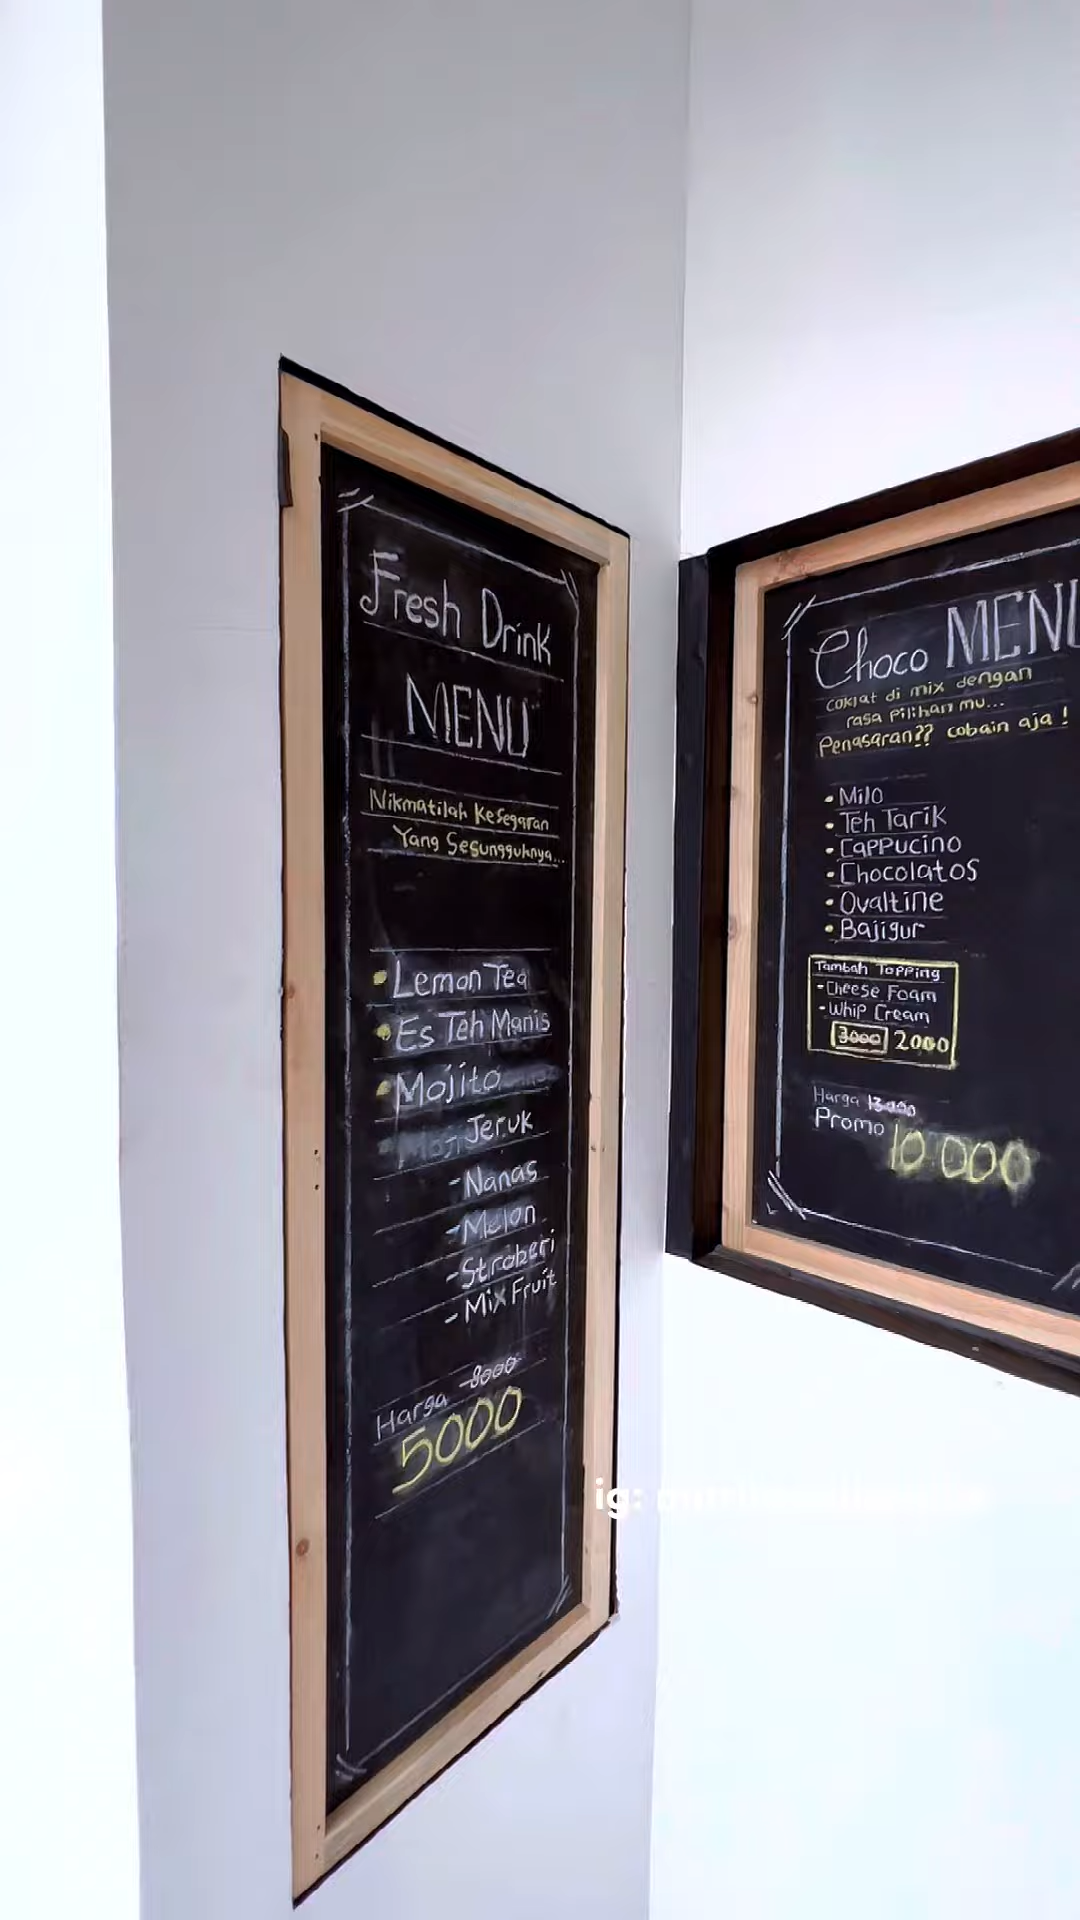 Fresh Drink
MENU
Nikmatilah Kesegaran
Yang Sesungguhnya...
• Lemon Tea
• Es Teh Manis
• Mojito
Jeruk
- Nanas
- Melon
- Stroberi
- Mix Fruit
Harga 8000
5000
Choco MENU
coklat di mix dengan
rasa pilihan mu...
Penasaran?? cobain aja !
• Milo
• Teh Tarik
• Cappucino
• Chocolatos
• Ovaltine
• Bajigur
Tambah Topping
- Cheese Foam
- Whip Cream
3000 2000
Harga 13000
Promo 10 000
ig: